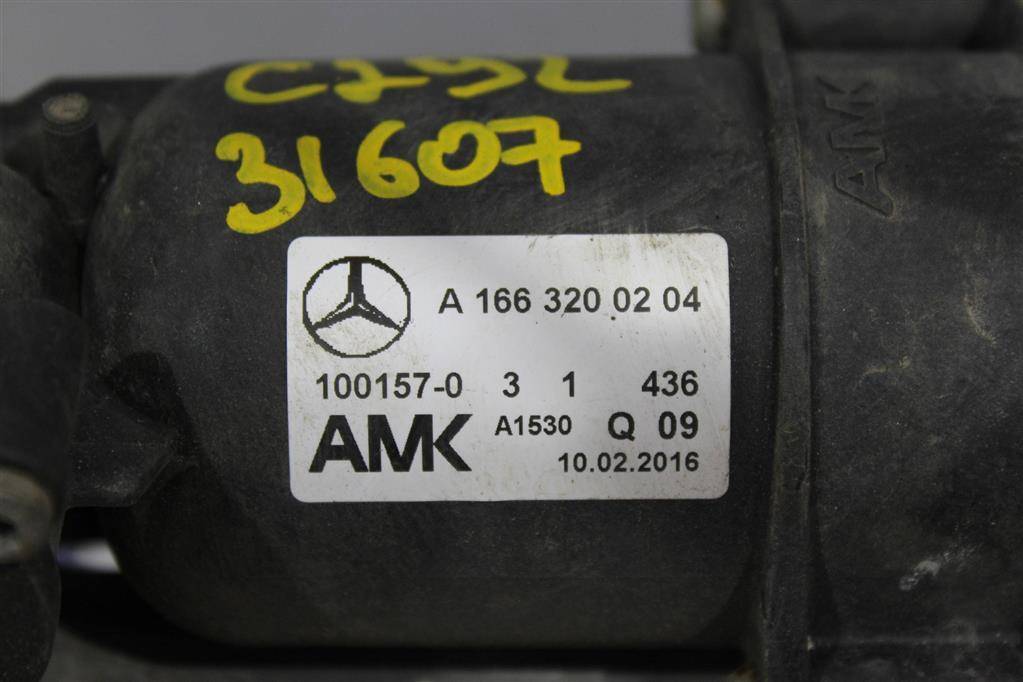 C292
31607
AMK
A 166 320 02 04
100157-0 3 1 436
AMK A1530 Q 09
10.02.2016